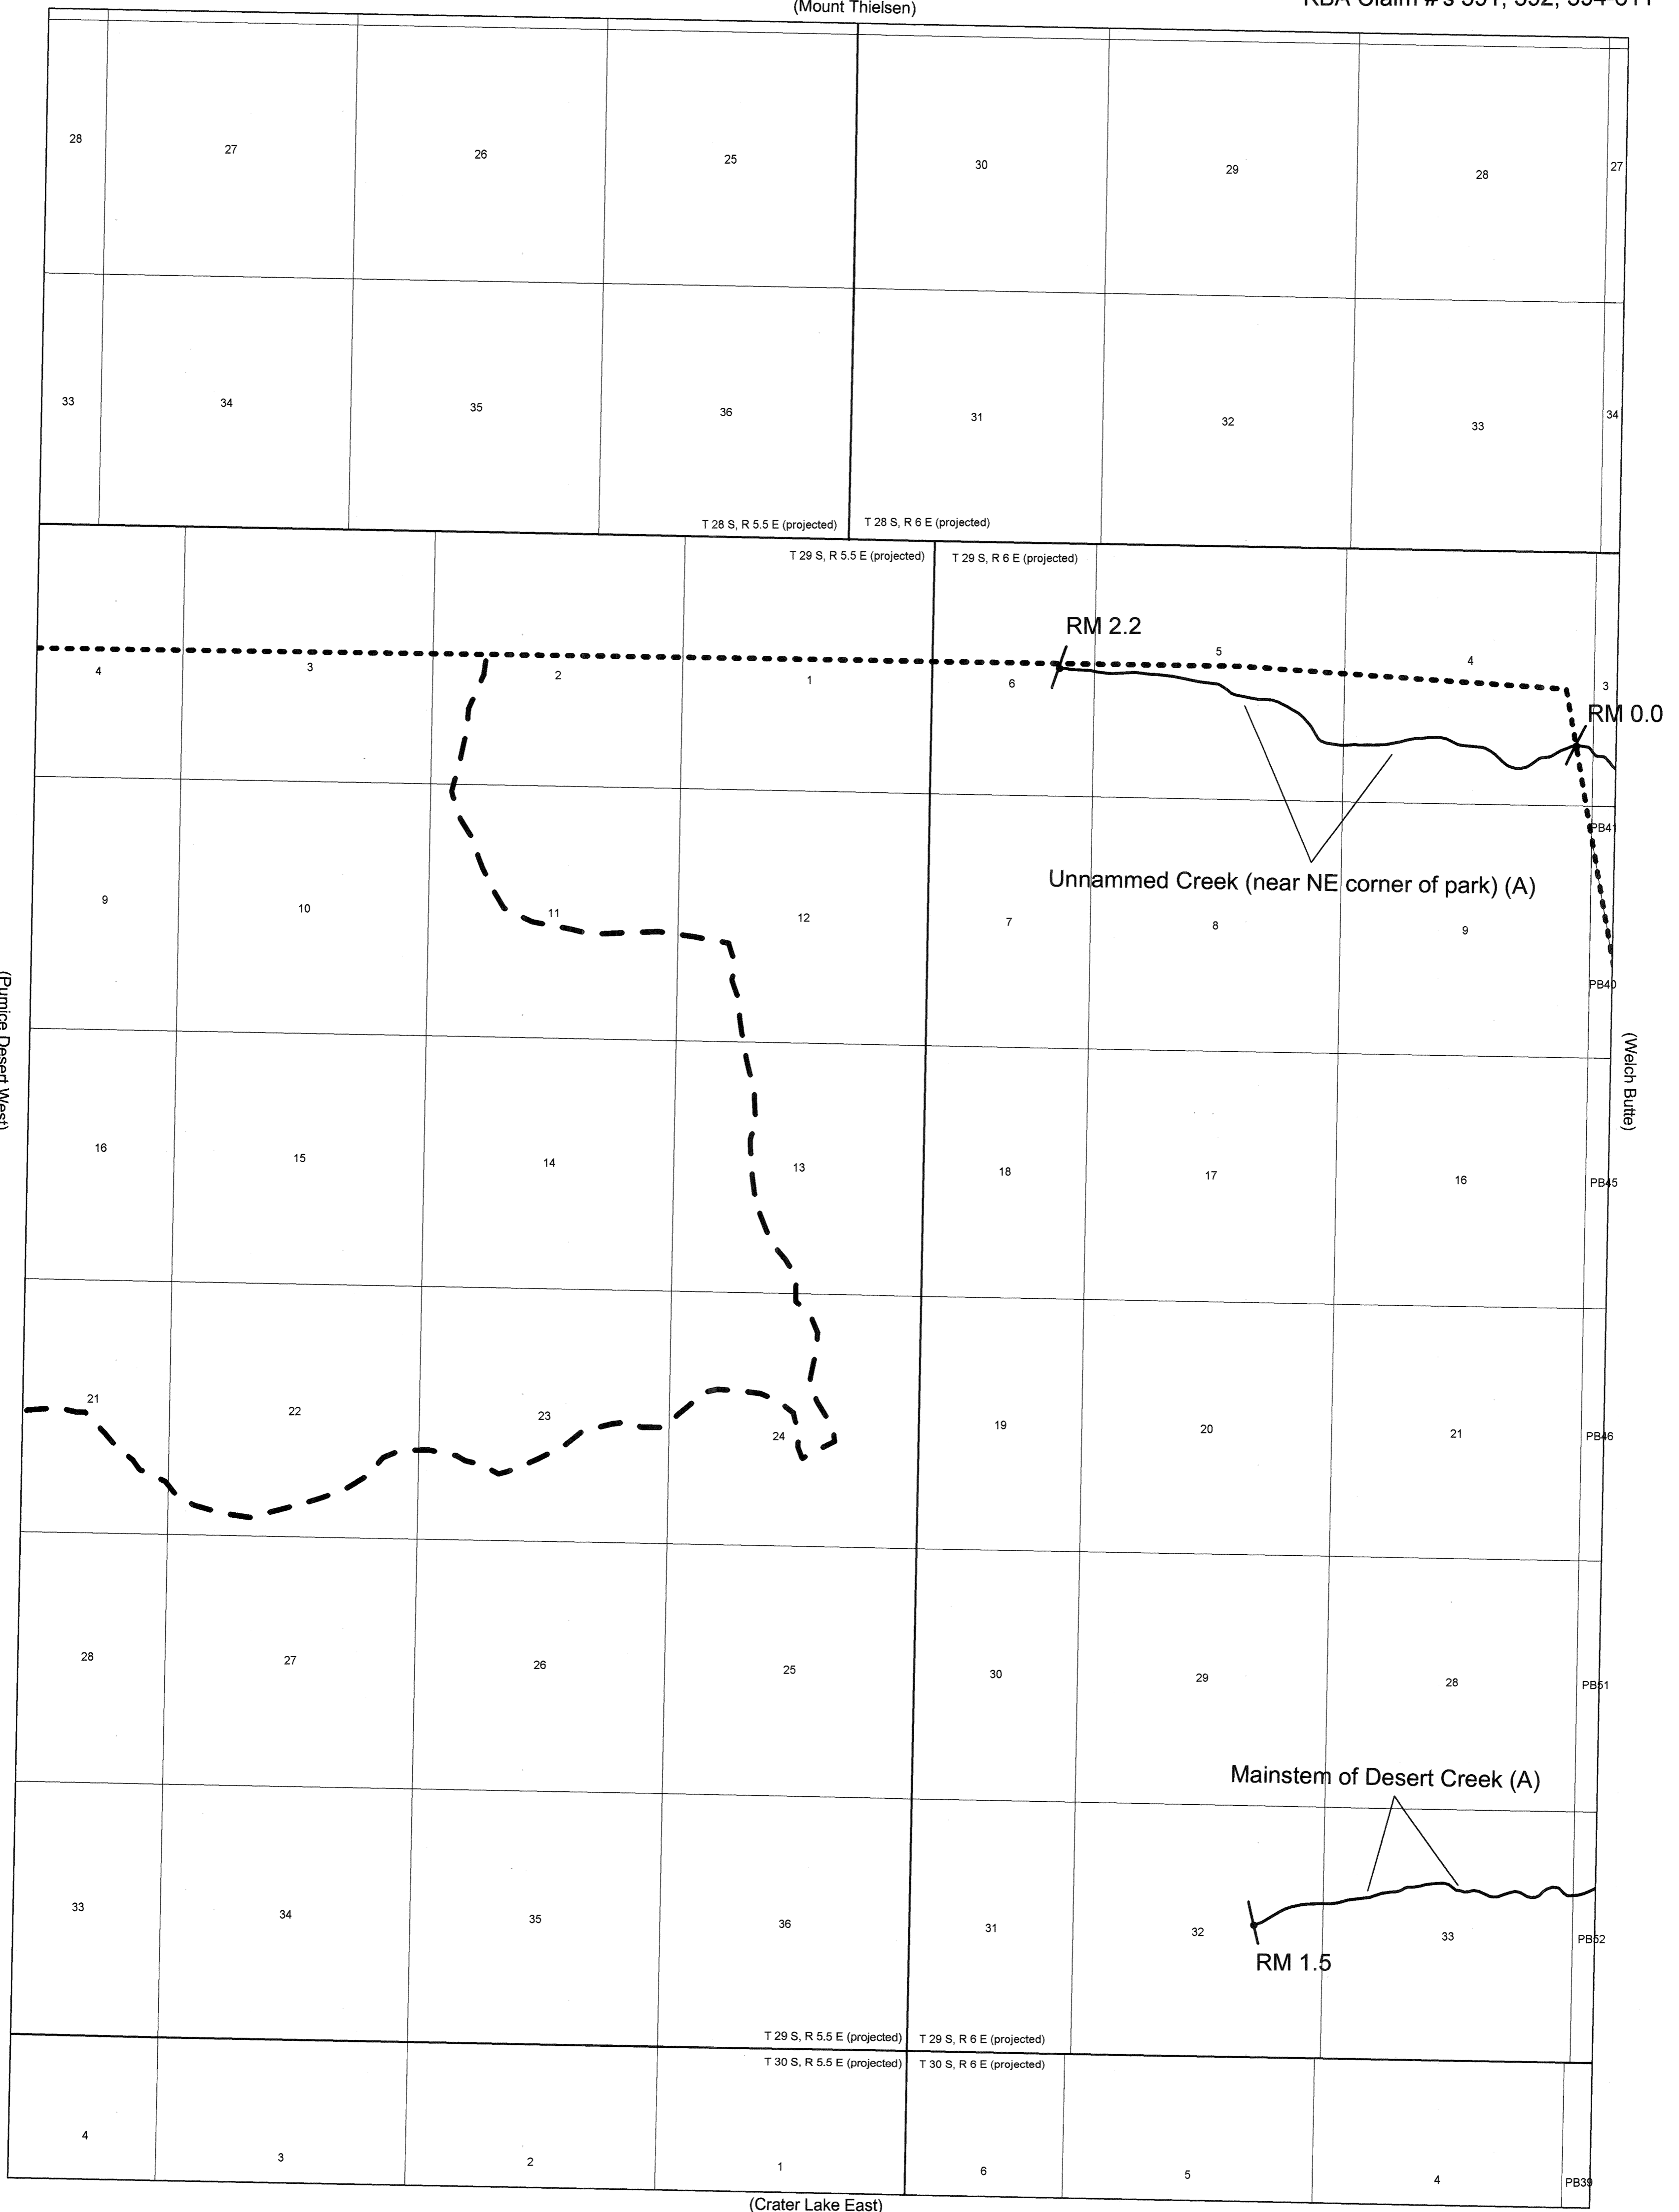 (Mount Thielsen)
28 27 26 25 30 29 28 27
33 34 35 36 31 32 33 34
T 28 S, R 5.5 E (projected) T 28 S, R 6 E (projected)
T 29 S, R 5.5 E (projected) T 29 S, R 6 E (projected)
RM 2.2
4 3 2 1 6 5 4 3
RM 0.0
PB41
Unnammed Creek (near NE corner of park) (A)
9 10 11 12 7 8 9
PB40
(Pumice Desert West)
(Welch Butte)
16 15 14 13 18 17 16 PB45
21 22 23 24 19 20 21 PB46
28 27 26 25 30 29 28 PB51
Mainstem of Desert Creek (A)
33 34 35 36 31 32 33 PB52
RM 1.5
T 29 S, R 5.5 E (projected) T 29 S, R 6 E (projected)
T 30 S, R 5.5 E (projected) T 30 S, R 6 E (projected)
4 3 2 1 6 5 4 PB39
(Crater Lake East)